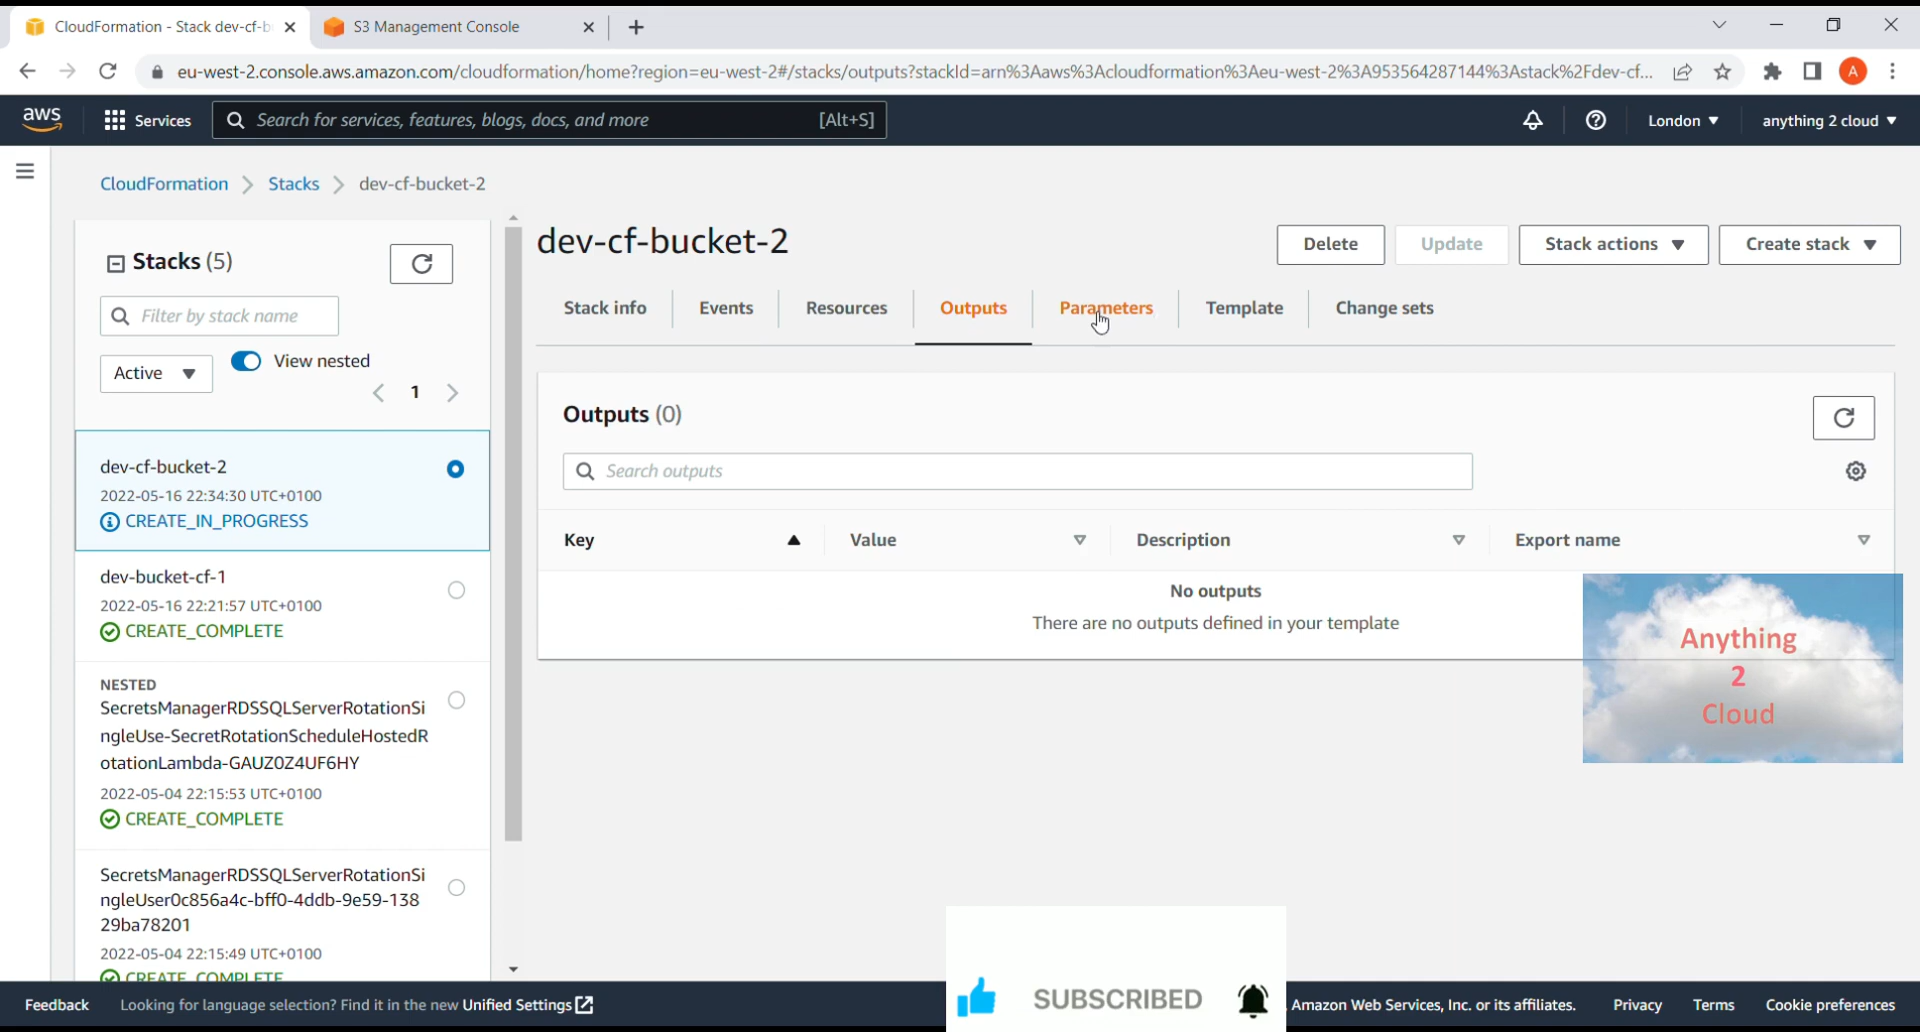 CloudFormation - Stack dev-cf-b
S3 Management Console
eu-west-2.console.aws.amazon.com/cloudformation/home?region=eu-west-2#/stacks/outputs?stackId=arn%3Aaws%3Acloudformation%3Aeu-west-2%3A953564287144%3Astack%2Fdev-cf...
A
aws
Services
Search for services, features, blogs, docs, and more
[Alt+S]
London
anything 2 cloud
CloudFormation
Stacks
dev-cf-bucket-2
Stacks (5)
Filter by stack name
Active
View nested
1
dev-cf-bucket-2
2022-05-16 22:34:30 UTC+0100
CREATE_IN_PROGRESS
dev-bucket-cf-1
2022-05-16 22:21:57 UTC+0100
CREATE_COMPLETE
NESTED
SecretsManagerRDSSQLServerRotationSi
ngleUse-SecretRotationScheduleHostedR
otationLambda-GAUZ0Z4UF6HY
2022-05-04 22:15:53 UTC+0100
CREATE_COMPLETE
SecretsManagerRDSSQLServerRotationSi
ngleUser0c856a4c-bff0-4ddb-9e59-138
29ba78201
2022-05-04 22:15:49 UTC+0100
CREATE_COMPLETE
dev-cf-bucket-2
Delete
Update
Stack actions
Create stack
Stack info
Events
Resources
Outputs
Parameters
Template
Change sets
Outputs (0)
Search outputs
Key
Value
Description
Export name
No outputs
There are no outputs defined in your template
Anything
2
Cloud
SUBSCRIBED
Feedback
Looking for language selection? Find it in the new Unified Settings
Amazon Web Services, Inc. or its affiliates.
Privacy
Terms
Cookie preferences